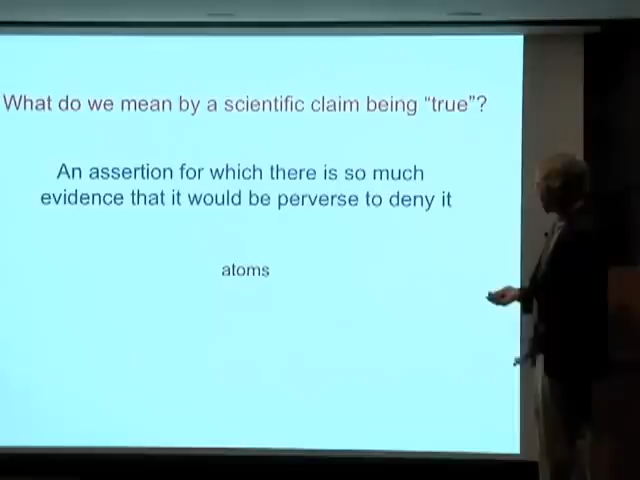 What do we mean by a scientific claim being “true”?
An assertion for which there is so much
evidence that it would be perverse to deny it
atoms